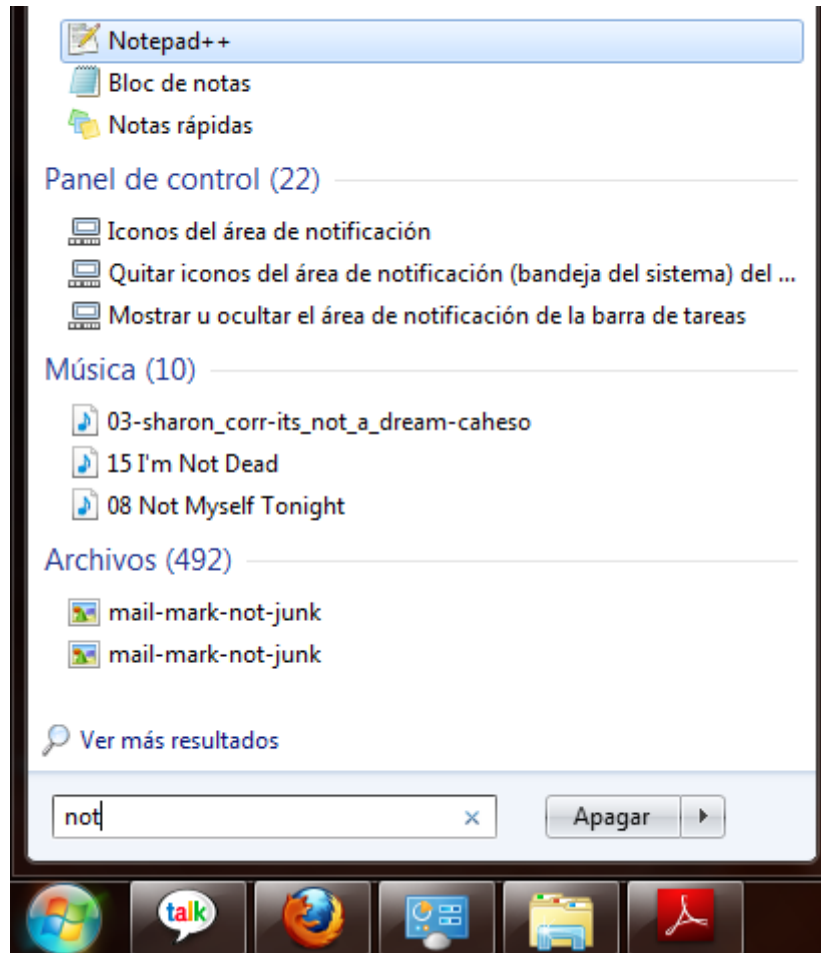 Notepad++
Bloc de notas
Notas rápidas
Panel de control (22)
Iconos del área de notificación
Quitar iconos del área de notificación (bandeja del sistema) del ...
Mostrar u ocultar el área de notificación de la barra de tareas
Música (10)
03-sharon_corr-its_not_a_dream-caheso
15 I'm Not Dead
08 Not Myself Tonight
Archivos (492)
mail-mark-not-junk
mail-mark-not-junk
Ver más resultados
not
Apagar
talk